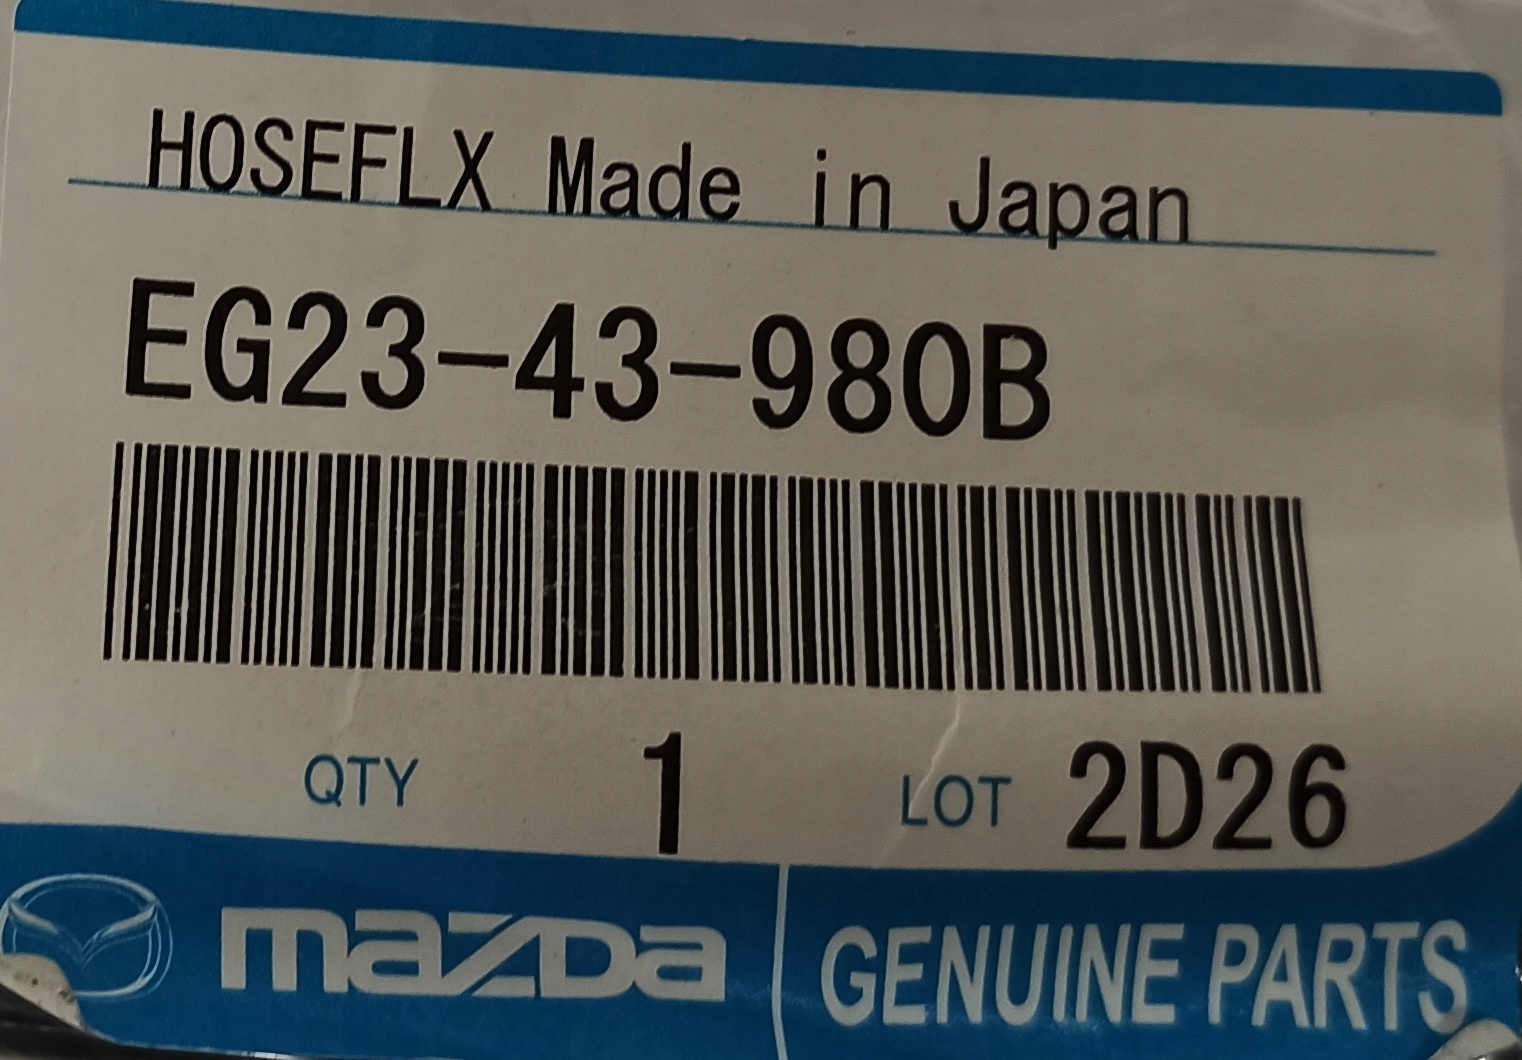 HOSEFLX Made in Japan
EG23-43-980B
QTY 1 LOT 2D26
mazda GENUINE PARTS